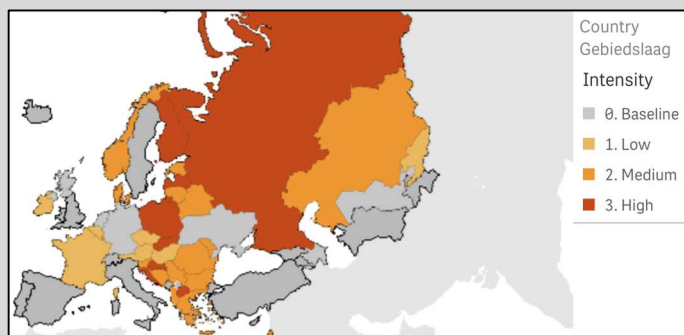 Country
Gebiedslaag
Intensity
0. Baseline
1. Low
2. Medium
3. High